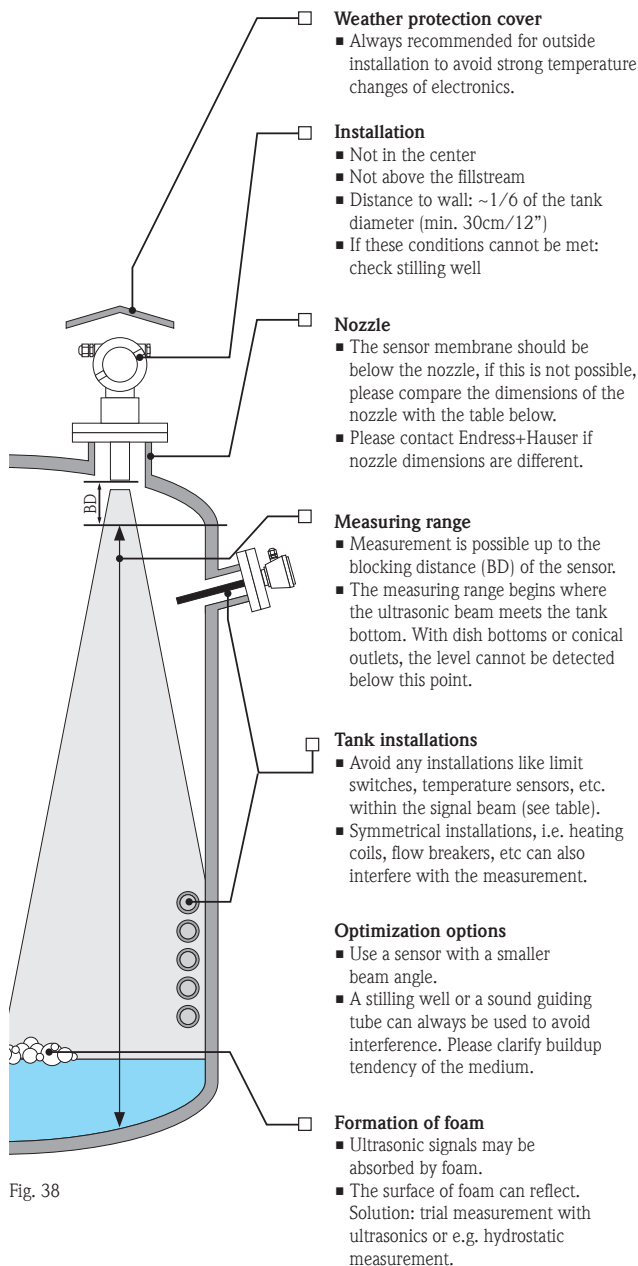 Weather protection cover
■ Always recommended for outside
installation to avoid strong temperature
changes of electronics.
Installation
■ Not in the center
■ Not above the fillstream
■ Distance to wall: ~1/6 of the tank
diameter (min. 30cm/12”)
■ If these conditions cannot be met:
check stilling well
Nozzle
■ The sensor membrane should be
below the nozzle, if this is not possible,
please compare the dimensions of the
nozzle with the table below.
■ Please contact Endress+Hauser if
nozzle dimensions are different.
BD
Measuring range
■ Measurement is possible up to the
blocking distance (BD) of the sensor.
■ The measuring range begins where
the ultrasonic beam meets the tank
bottom. With dish bottoms or conical
outlets, the level cannot be detected
below this point.
Tank installations
■ Avoid any installations like limit
switches, temperature sensors, etc.
within the signal beam (see table).
■ Symmetrical installations, i.e. heating
coils, flow breakers, etc can also
interfere with the measurement.
Optimization options
■ Use a sensor with a smaller
beam angle.
■ A stilling well or a sound guiding
tube can always be used to avoid
interference. Please clarify buildup
tendency of the medium.
Formation of foam
■ Ultrasonic signals may be
absorbed by foam.
■ The surface of foam can reflect.
Solution: trial measurement with
ultrasonics or e.g. hydrostatic
measurement.
Fig. 38